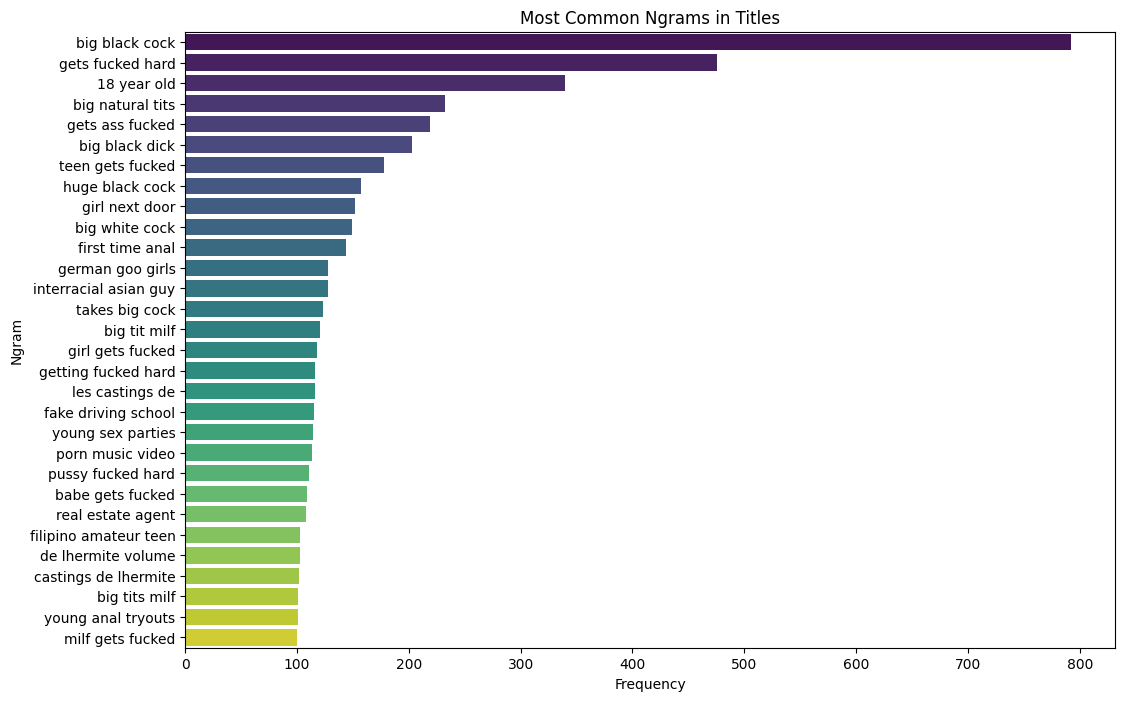 Most Common Ngrams in Titles
big black cock
gets fucked hard
18 year old
big natural tits
gets ass fucked
big black dick
teen gets fucked
huge black cock
girl next door
big white cock
first time anal
german goo girls
interracial asian guy
takes big cock
big tit milf
girl gets fucked
getting fucked hard
les castings de
fake driving school
young sex parties
porn music video
pussy fucked hard
babe gets fucked
real estate agent
filipino amateur teen
de lhermite volume
castings de lhermite
big tits milf
young anal tryouts
milf gets fucked
Ngram
0 100 200 300 400 500 600 700 800
Frequency